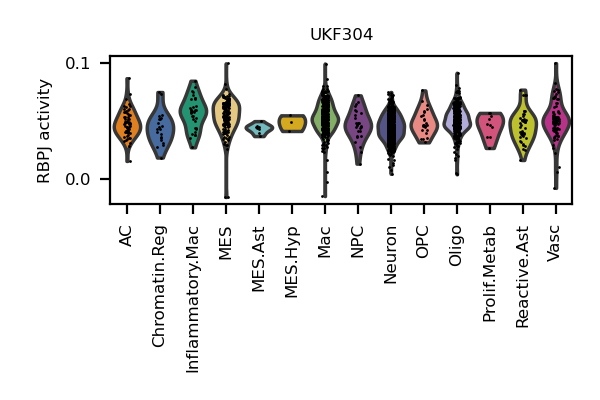 UKF304
RBPJ activity
0.1
0.0
AC
Chromatin.Reg
Inflammatory.Mac
MES
MES.Ast
MES.Hyp
Mac
NPC
Neuron
OPC
Oligo
Prolif.Metab
Reactive.Ast
Vasc